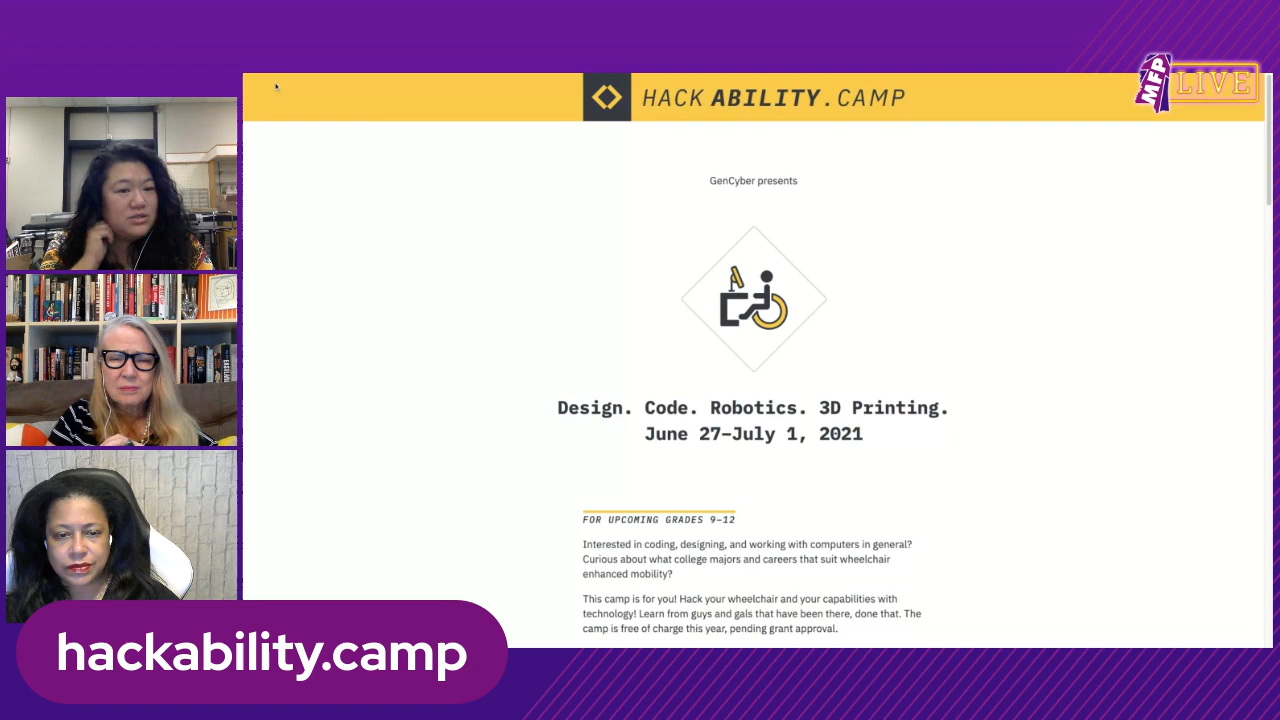 HACK ABILITY.CAMP
MFP LIVE
GenCyber presents
Design. Code. Robotics. 3D Printing.
June 27–July 1, 2021
FOR UPCOMING GRADES 9–12
Interested in coding, designing, and working with computers in general?
Curious about what college majors and careers that suit wheelchair
enhanced mobility?
This camp is for you! Hack your wheelchair and your capabilities with
technology! Learn from guys and gals that have been there, done that. The
camp is free of charge this year, pending grant approval.
hackability.camp